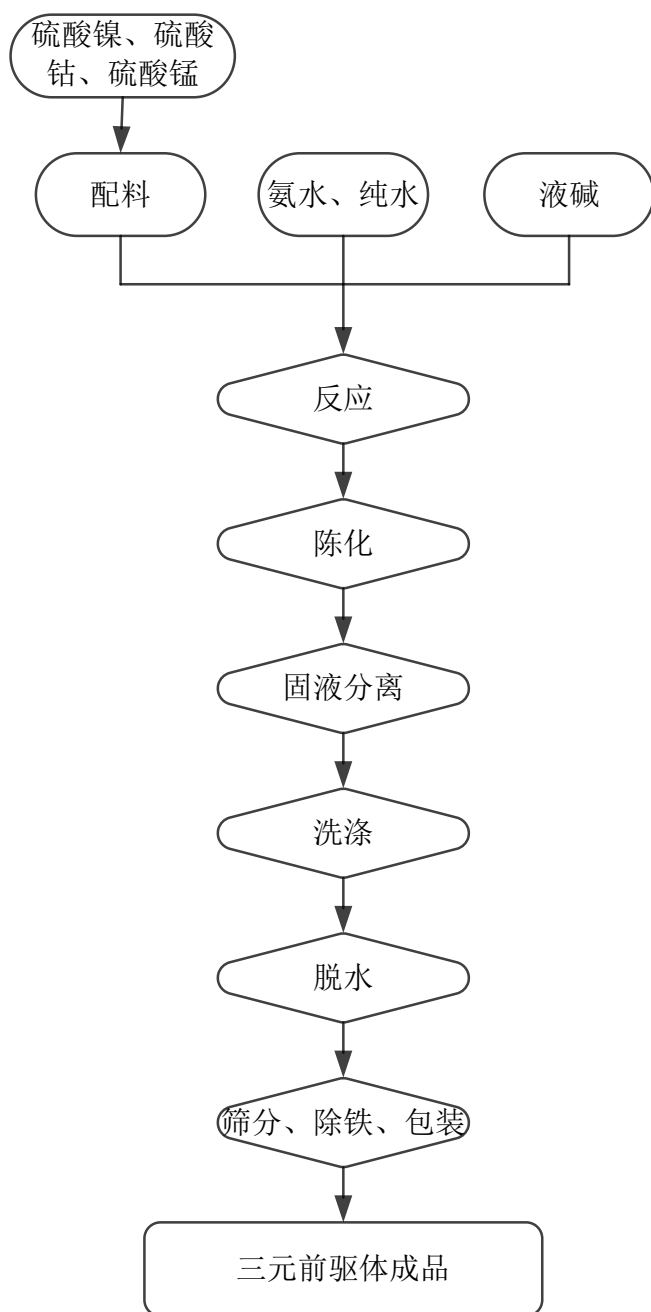 硫酸镍、硫酸
钴、硫酸锰
配料
氨水、纯水
液碱
反应
陈化
固液分离
洗涤
脱水
筛分、除铁、包装
三元前驱体成品